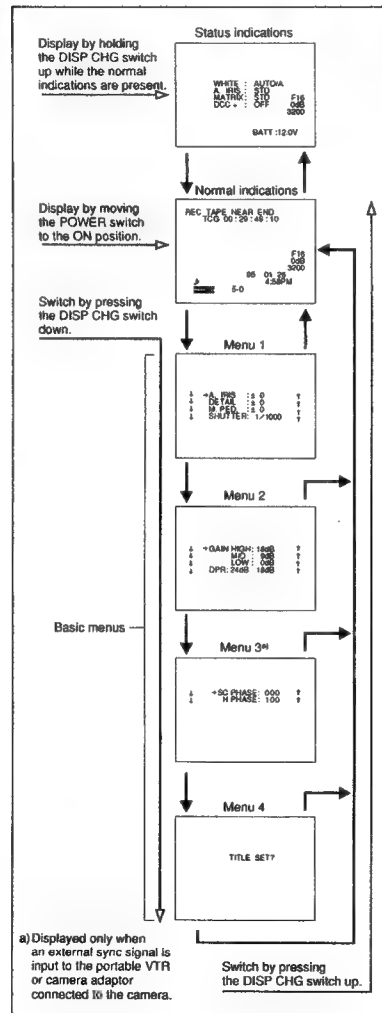 Status indications
Display by holding
the DISP CHG switch
up while the normal
indications are present.
WHITE : AUTO/A
A. IRIS : STD
MATRIX : STD F16
DCC + : OFF 0dB
3200
BATT :12.0V
Normal indications
Display by moving
the POWER switch
to the ON position.
REC TAPE NEAR END
TCG 00:29:48:10
F16
0dB
3200
95 01 25
4:58PM
5-0
Switch by pressing
the DISP CHG switch
down.
Menu 1
↓ →A. IRIS : ± 0 ↑
↓ DETAIL : ± 0 ↑
↓ M. PED. : ± 0 ↑
↓ SHUTTER: 1/1000 ↑
Menu 2
↓ →GAIN HIGH: 18dB ↑
↓ MID : 9dB ↑
↓ LOW : 0dB ↑
↓ DPR: 24dB 18dB ↑
Basic menus
Menu 3a)
↓ →SC PHASE: 000 ↑
↓ H PHASE: 100 ↑
Menu 4
TITLE SET?
a) Displayed only when
an external sync signal is
input to the portable VTR
or camera adaptor
connected to the camera.
Switch by pressing
the DISP CHG switch up.